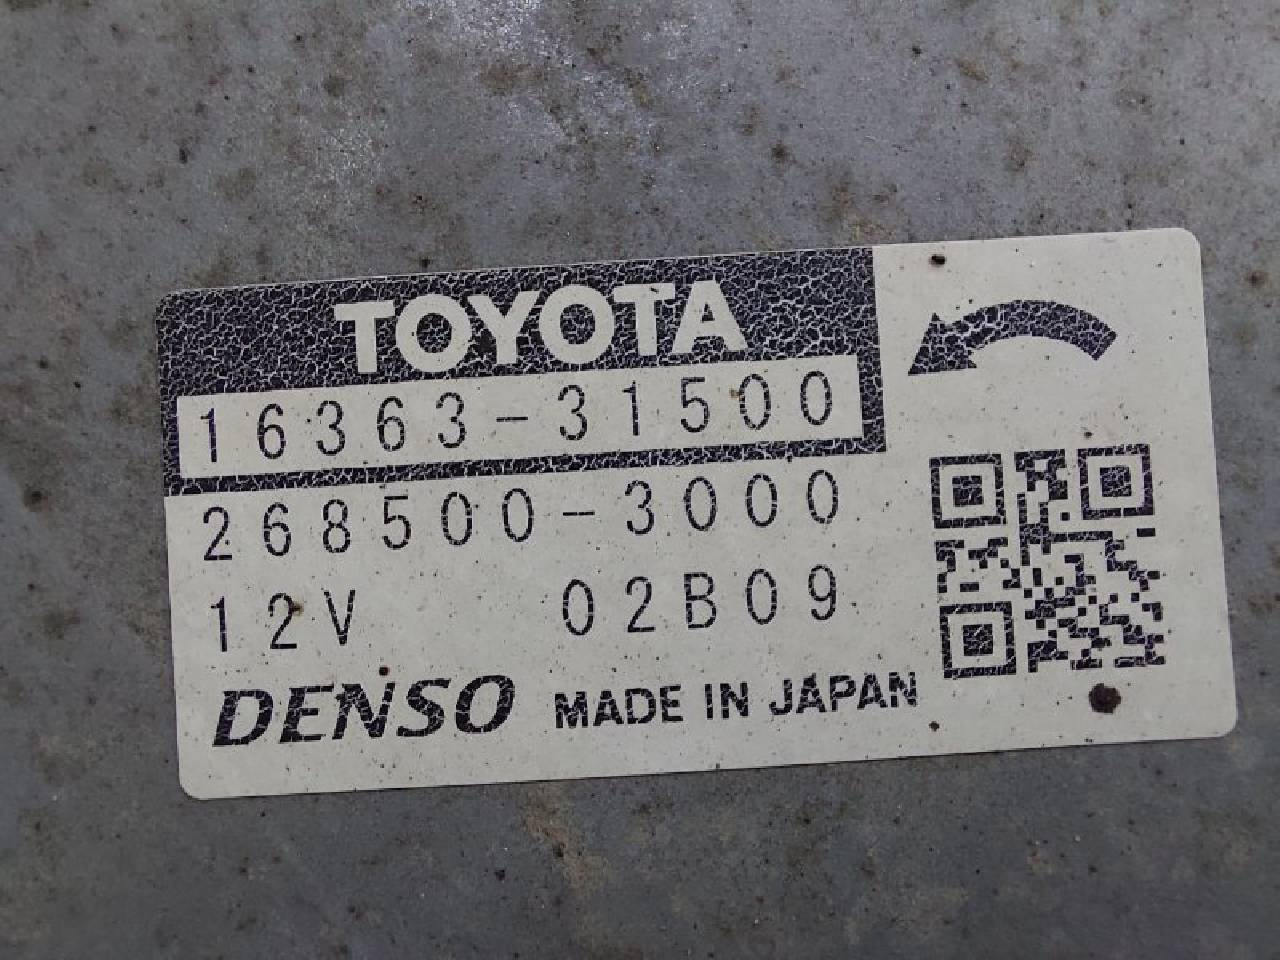 TOYOTA
16363-31500
268500-3000
12V 02B09
DENSO MADE IN JAPAN